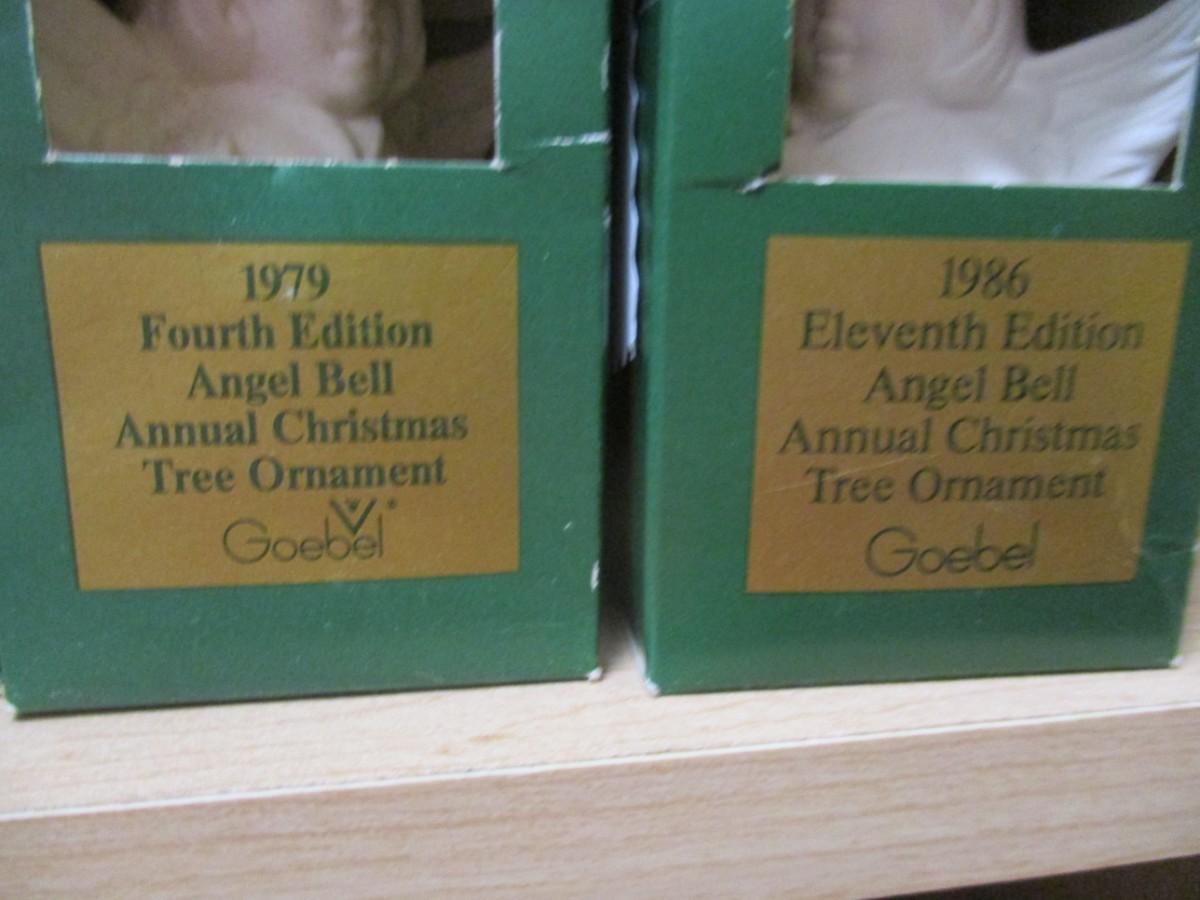 1979
Fourth Edition
Angel Bell
Annual Christmas
Tree Ornament
Goebel
1986
Eleventh Edition
Angel Bell
Annual Christmas
Tree Ornament
Goebel